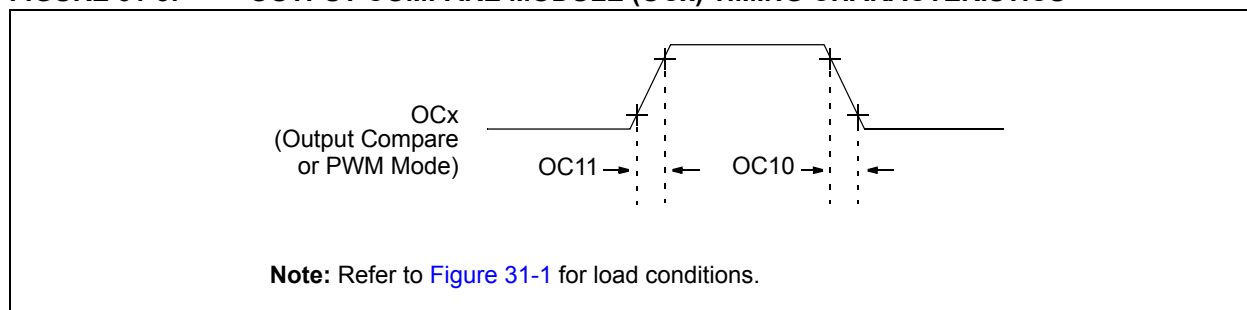 OCx
(Output Compare
or PWM Mode)
OC11
OC10
Note: Refer to Figure 31-1 for load conditions.